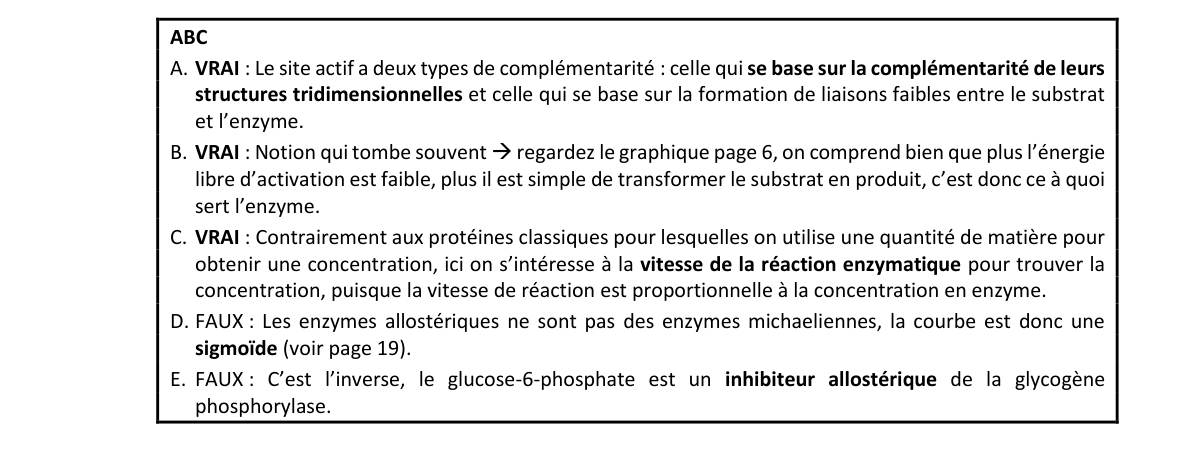 ABC
A. VRAI : Le site actif a deux types de complémentarité : celle qui se base sur la complémentarité de leurs
structures tridimensionnelles et celle qui se base sur la formation de liaisons faibles entre le substrat
et l’enzyme.
B. VRAI : Notion qui tombe souvent → regardez le graphique page 6, on comprend bien que plus l’énergie
libre d’activation est faible, plus il est simple de transformer le substrat en produit, c’est donc ce à quoi
sert l’enzyme.
C. VRAI : Contrairement aux protéines classiques pour lesquelles on utilise une quantité de matière pour
obtenir une concentration, ici on s’intéresse à la vitesse de la réaction enzymatique pour trouver la
concentration, puisque la vitesse de réaction est proportionnelle à la concentration en enzyme.
D. FAUX : Les enzymes allostériques ne sont pas des enzymes michaeliennes, la courbe est donc une
sigmoïde (voir page 19).
E. FAUX : C’est l’inverse, le glucose-6-phosphate est un inhibiteur allostérique de la glycogène
phosphorylase.